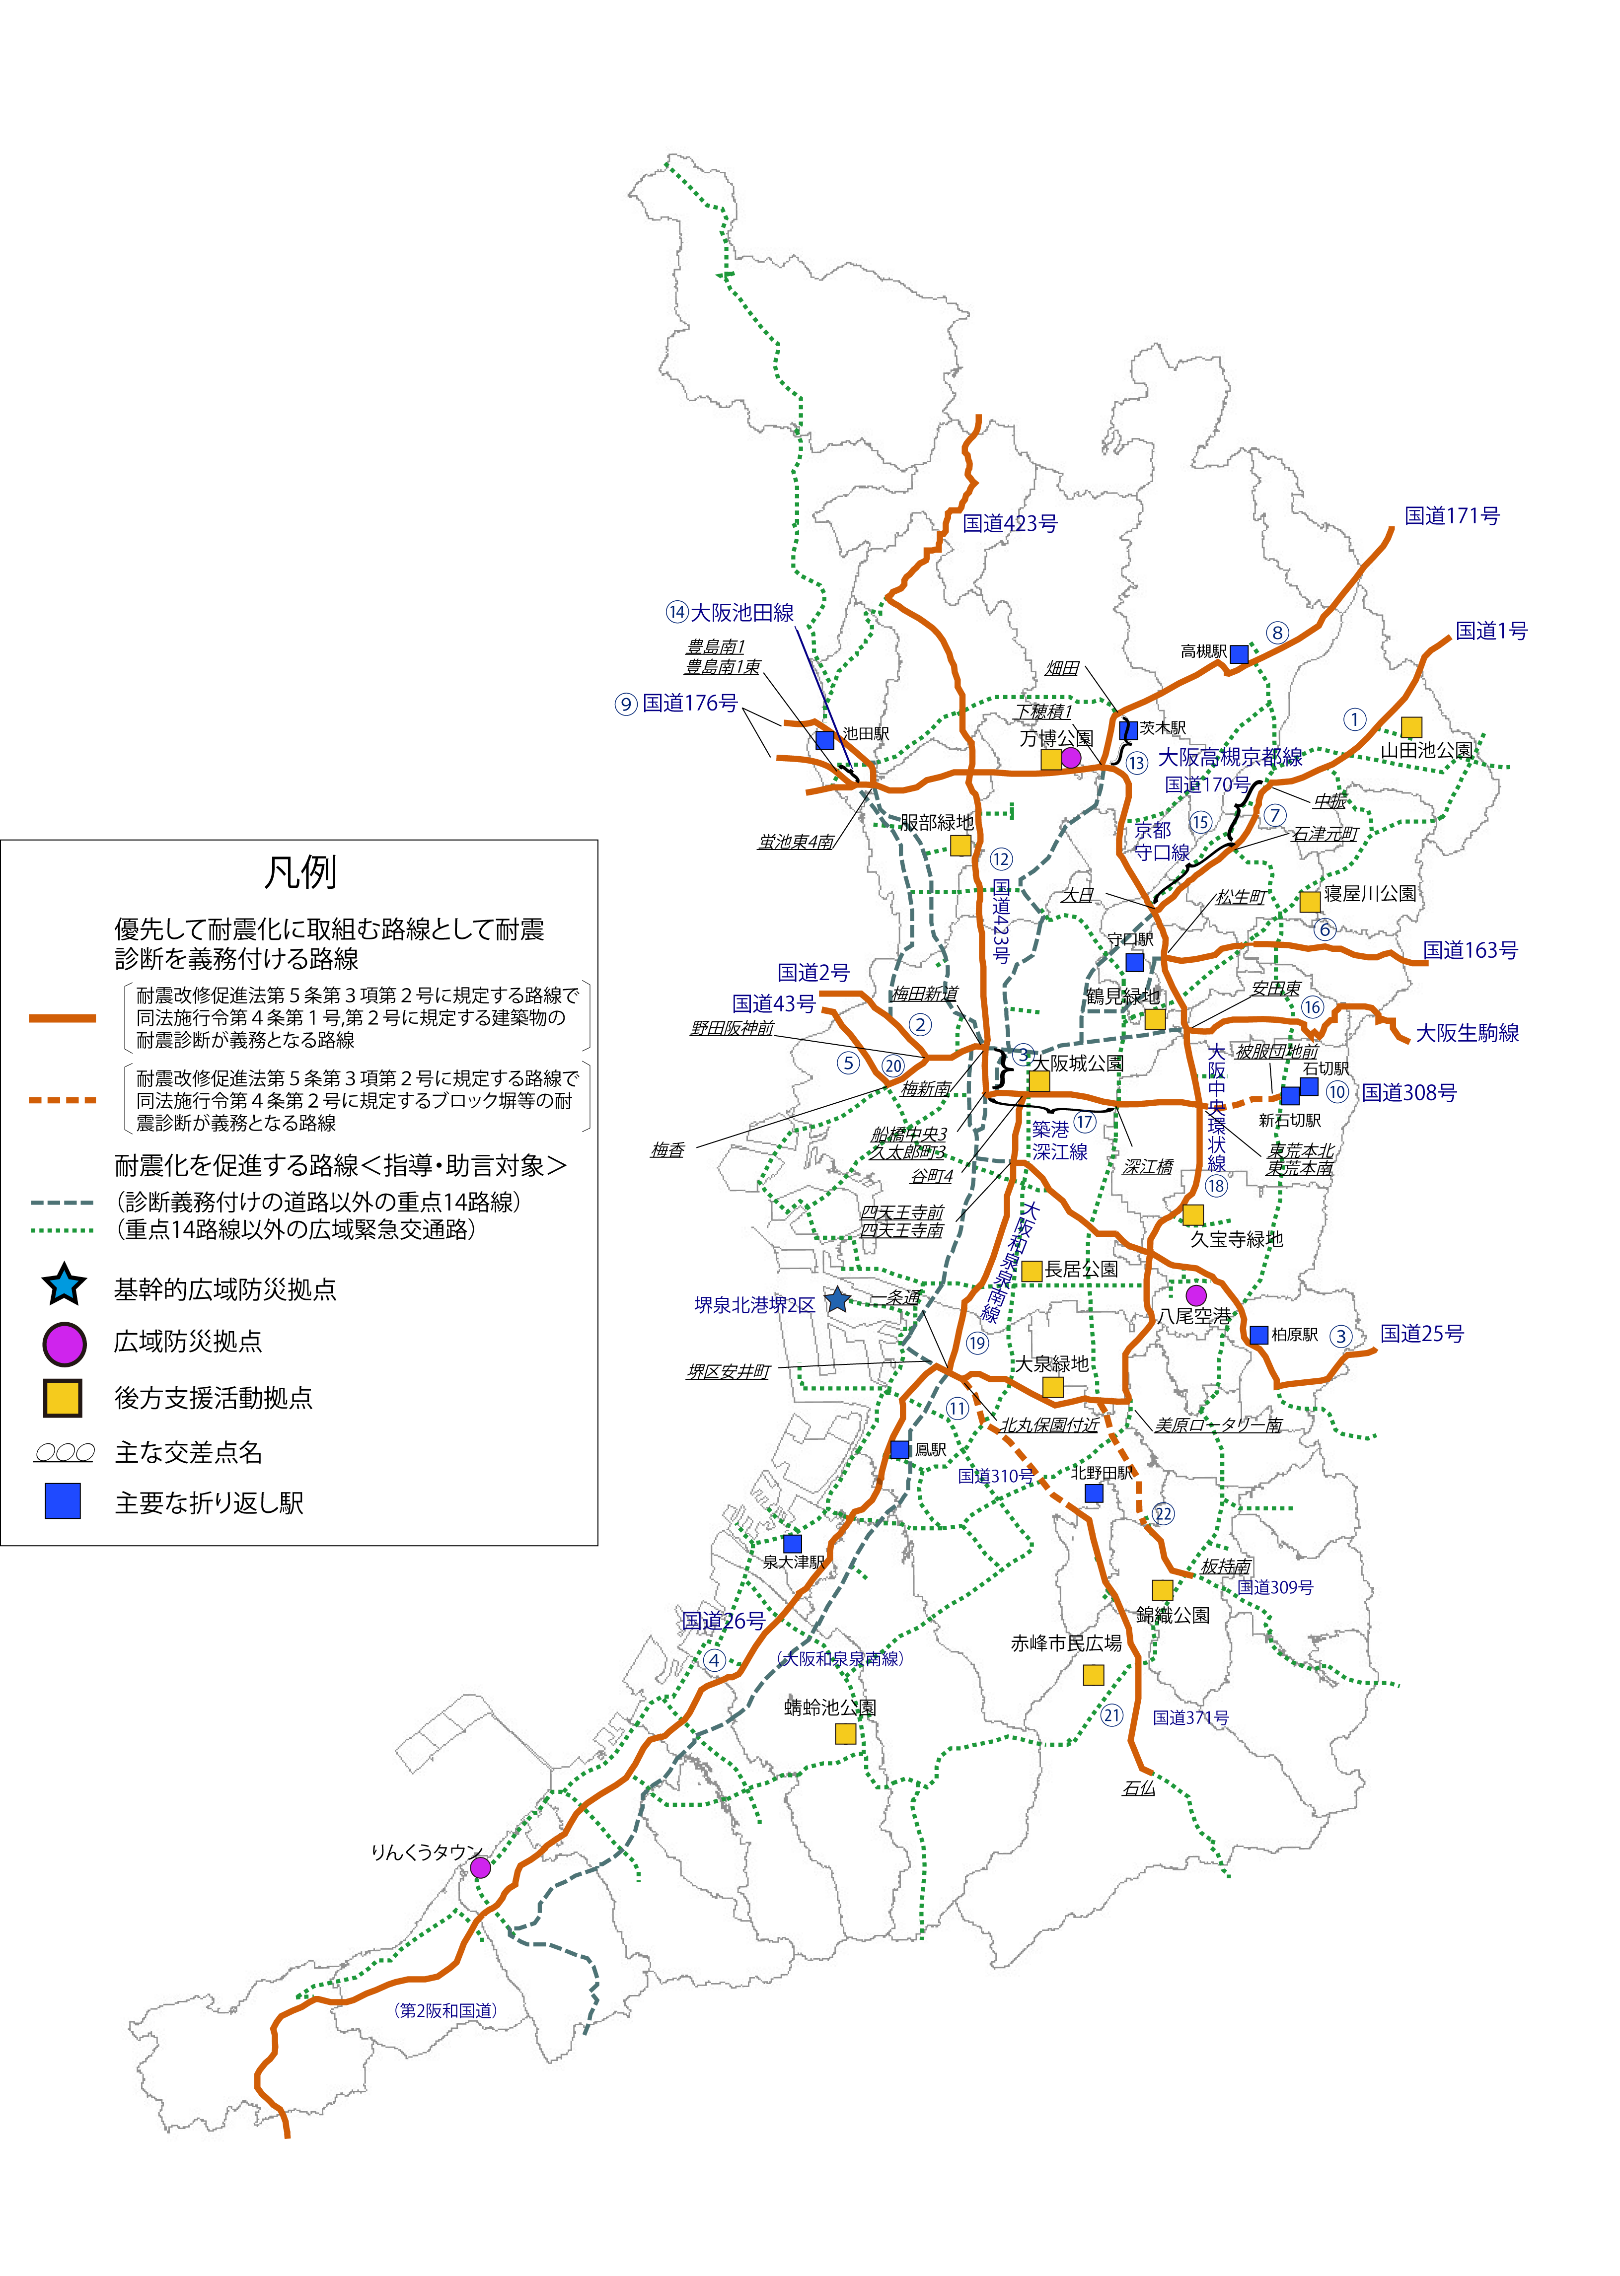 国道423号
国道171号
⑭大阪池田線
豊島南1
豊島南1東
国道1号
⑧
高槻駅
畑田
⑨国道176号
下穂積1
①
池田駅
万博公園
茨木駅
山田池公園
⑬大阪高槻京都線
国道170号
中振
⑮
⑦
服部緑地
京都
守口線
石津元町
蛍池東4南
⑫国道423号
大日
松生町
寝屋川公園
⑥
守口駅
国道163号
国道2号
国道43号
梅田新道
鶴見緑地
安田東
⑯
野田阪神前
②
大阪生駒線
⑤
⑳
③
大阪城公園
大阪中央環状線
被服団地前
石切駅
⑩国道308号
梅新南
新石切駅
⑰
築港
深江線
船橋中央3
久太郎町3
梅香
谷町4
深江橋
東荒本北
東荒本南
⑱
四天王寺前
四天王寺南
大阪和泉泉南線
久宝寺緑地
長居公園
堺泉北港堺2区
一条通
八尾空港
柏原駅
③国道25号
⑲
堺区安井町
大泉緑地
⑪
北丸保園付近
美原ロータリー南
鳳駅
国道310号
北野田駅
㉒
泉大津駅
板持南
国道309号
錦織公園
国道26号
赤峰市民広場
④
(大阪和泉泉南線)
蜻蛉池公園
㉑
国道371号
石仏
りんくうタウン
(第2阪和国道)
凡例
優先して耐震化に取組む路線として耐震
診断を義務付ける路線
耐震改修促進法第5条第3項第2号に規定する路線で
同法施行令第4条第1号,第2号に規定する建築物の
耐震診断が義務となる路線
耐震改修促進法第5条第3項第2号に規定する路線で
同法施行令第4条第2号に規定するブロック塀等の耐
震診断が義務となる路線
耐震化を促進する路線<指導・助言対象>
(診断義務付けの道路以外の重点14路線)
(重点14路線以外の広域緊急交通路)
基幹的広域防災拠点
広域防災拠点
後方支援活動拠点
○○○ 主な交差点名
主要な折り返し駅